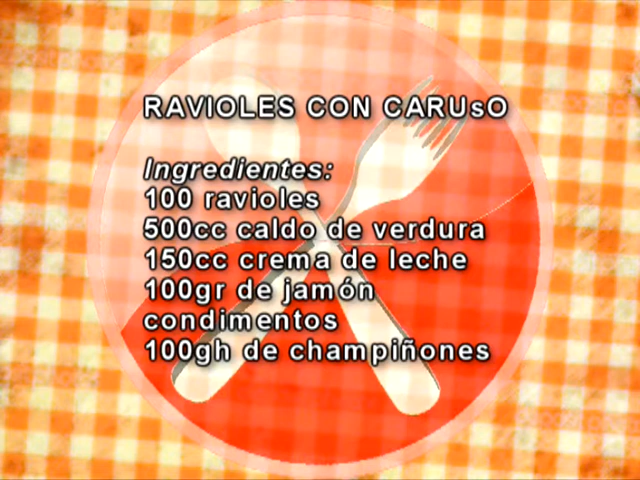 RAVIOLES CON CARUsO
Ingredientes:
100 ravioles
500cc caldo de verdura
150cc crema de leche
100gr de jamón
condimentos
100gh de champiñones